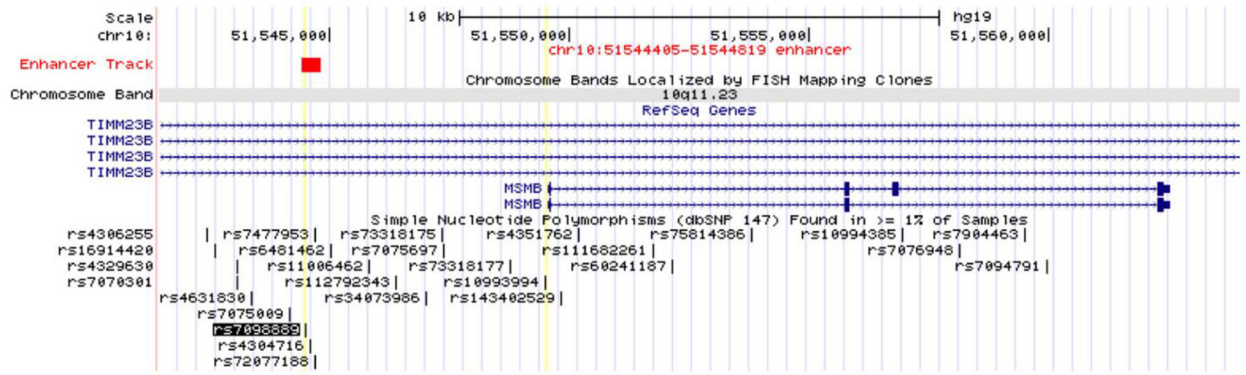 Scale 10 kb hg19
chr10: 51,545,000 51,550,000 51,555,000 51,560,000
chr10:51544405-51544819 enhancer
Enhancer Track
Chromosome Bands Localized by FISH Mapping Clones
Chromosome Band 10q11.23
RefSeq Genes
TIMM23B
TIMM23B
TIMM23B
TIMM23B
MSMB
MSMB
Simple Nucleotide Polymorphisms (dbSNP 147) Found in >= 1% of Samples
rs4306255 rs7477953 rs73318175 rs4351762 rs75814386 rs10994385 rs7904463
rs16914420 rs6481462 rs7075697 rs111682261 rs7076948
rs4329630 rs11006462 rs73318177 rs60241187 rs7094791
rs7070301 rs112792343 rs10993994
rs4631830 rs34073986 rs143402529
rs7075009
rs7098889
rs4304716
rs72077188